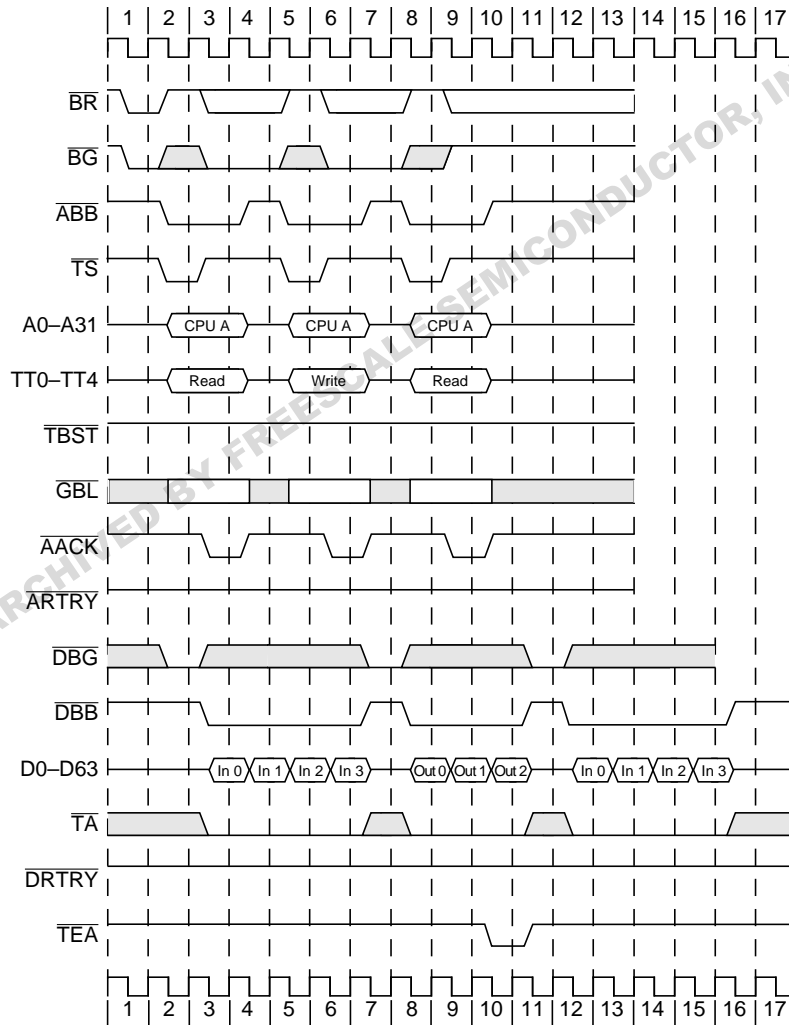 1 2 3 4 5 6 7 8 9 10 11 12 13 14 15 16 17
BR
BG
ABB
TS
A0–A31 CPU A CPU A CPU A
TT0–TT4 Read Write Read
TBST
GBL
AACK
ARTRY
DBG
DBB
D0–D63 In 0 In 1 In 2 In 3 Out 0 Out 1 Out 2 In 0 In 1 In 2 In 3
TA
DRTRY
TEA
1 2 3 4 5 6 7 8 9 10 11 12 13 14 15 16 17
ARCHIVED BY FREESCALE SEMICONDUCTOR, IN